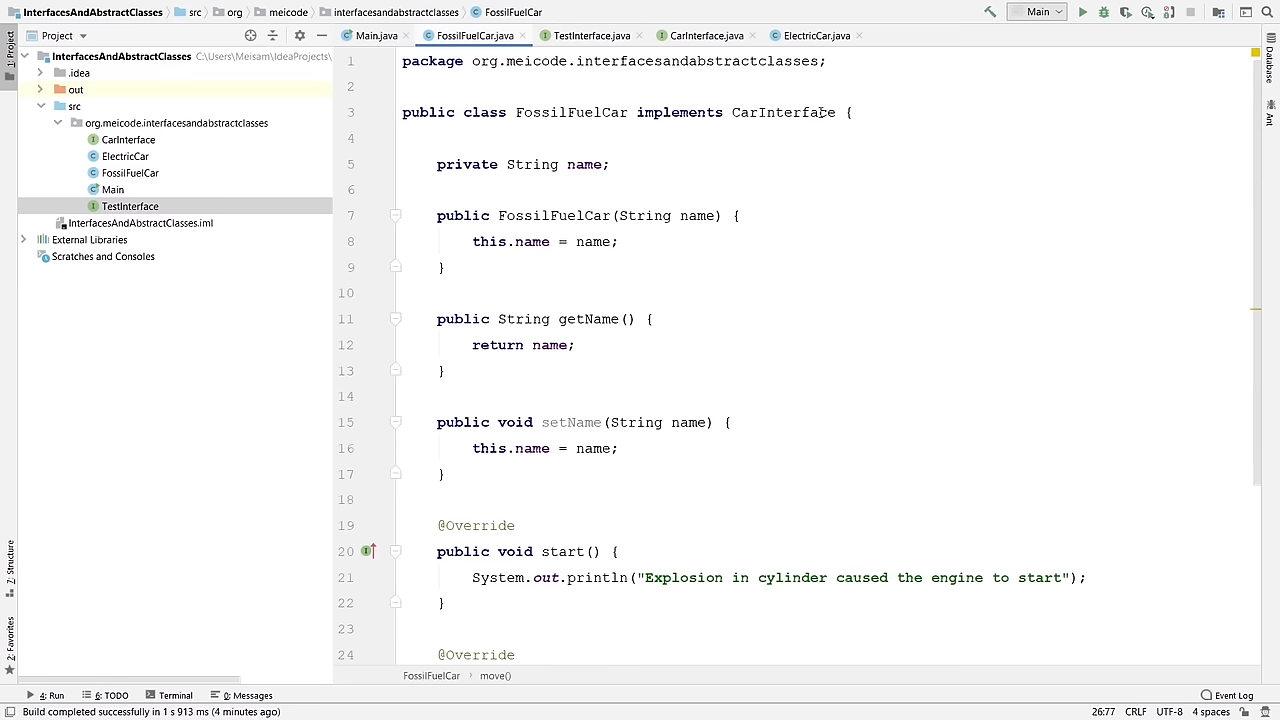 InterfacesAndAbstractClasses src org meicode interfacesandabstractclasses FossilFuelCar Main
Project Main.java FossilFuelCar.java TestInterface.java CarInterface.java ElectricCar.java
1: Project
InterfacesAndAbstractClasses C:\Users\Meisam\IdeaProjects\
.idea
out
src
org.meicode.interfacesandabstractclasses
CarInterface
ElectricCar
FossilFuelCar
Main
TestInterface
InterfacesAndAbstractClasses.iml
External Libraries
Scratches and Consoles
7: Structure
2: Favorites
1 package org.meicode.interfacesandabstractclasses;
2
3 public class FossilFuelCar implements CarInterface {
4
5 private String name;
6
7 public FossilFuelCar(String name) {
8 this.name = name;
9 }
10
11 public String getName() {
12 return name;
13 }
14
15 public void setName(String name) {
16 this.name = name;
17 }
18
19 @Override
20 public void start() {
21 System.out.println("Explosion in cylinder caused the engine to start");
22 }
23
24 @Override
FossilFuelCar move()
Database
Ant
4: Run 6: TODO Terminal 0: Messages Event Log
Build completed successfully in 1 s 913 ms (4 minutes ago) 26:77 CRLF UTF-8 4 spaces